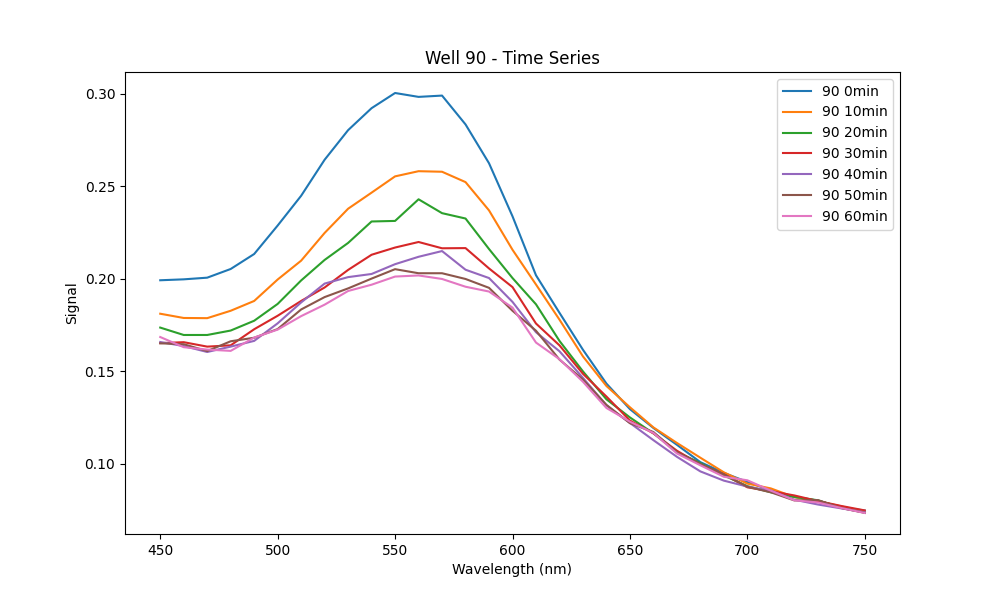 Well 90 - Time Series
Signal
0.30
0.25
0.20
0.15
0.10
450 500 550 600 650 700 750
Wavelength (nm)
90 0min
90 10min
90 20min
90 30min
90 40min
90 50min
90 60min